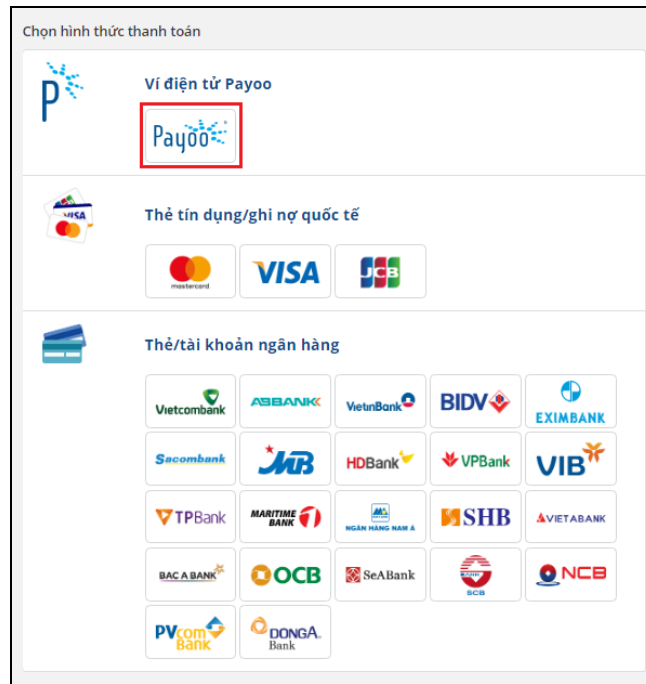 Chọn hình thức thanh toán
P
Ví điện tử Payoo
Payoo
VISA
Thẻ tín dụng/ghi nợ quốc tế
mastercard VISA JCB
Thẻ/tài khoản ngân hàng
Vietcombank ABBANK VietinBank BIDV EXIMBANK
Sacombank MB HDBank VPBank VIB
TPBank MARITIME BANK NGÂN HÀNG NAM Á SHB VIETABANK
BAC A BANK OCB SeABank SCB NCB
PVcom Bank DONGA Bank